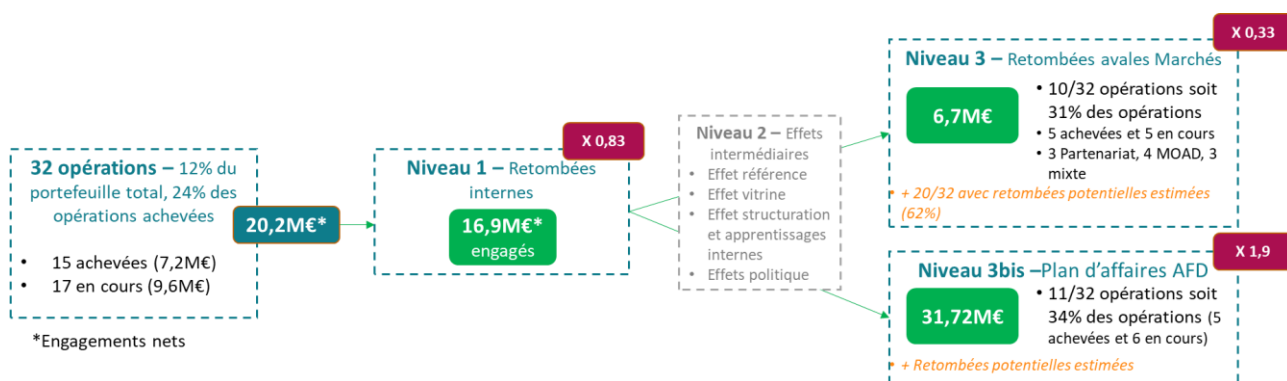 32 opérations – 12% du
portefeuille total, 24% des
opérations achevées
20,2M€*
• 15 achevées (7,2M€)
• 17 en cours (9,6M€)
*Engagements nets
X 0,83
Niveau 1 – Retombées
internes
16,9M€*
engagés
Niveau 2 – Effets
intermédiaires
• Effet référence
• Effet vitrine
• Effet structuration
et apprentissages
internes
• Effets politique
X 0,33
Niveau 3 – Retombées avales Marchés
6,7M€
• 10/32 opérations soit
31% des opérations
• 5 achevées et 5 en cours
• 3 Partenariat, 4 MOAD, 3
mixte
• + 20/32 avec retombées potentielles estimées
(62%)
X 1,9
Niveau 3bis –Plan d'affaires AFD
31,72M€
• 11/32 opérations soit
34% des opérations (5
achevées et 6 en cours)
• + Retombées potentielles estimées